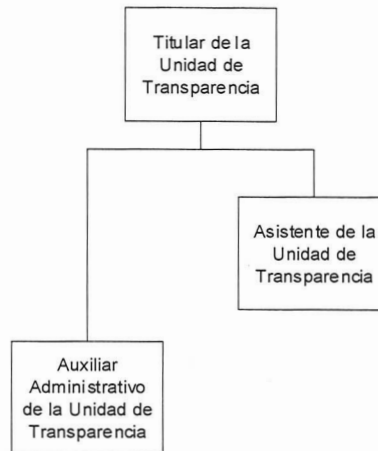 Titular de la
Unidad de
Transparencia
Asistente de la
Unidad de
Transparencia
Auxiliar
Administrativo
de la Unidad de
Transparencia